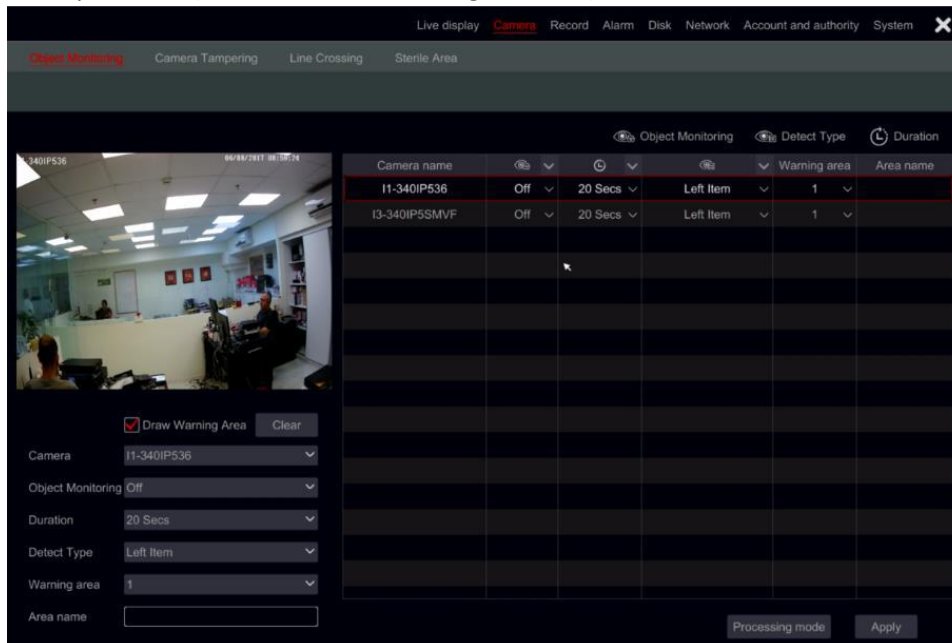 Live display Camera Record Alarm Disk Network Account and authority System
Object Monitoring Camera Tampering Line Crossing Sterile Area
Object Monitoring Detect Type Duration
340IP536 06/08/2017
Camera name Warning area Area name
I1-340IP536 Off 20 Secs Left Item 1
I3-340IP5SMVF Off 20 Secs Left Item 1
Draw Warning Area Clear
Camera I1-340IP536
Object Monitoring Off
Duration 20 Secs
Detect Type Left Item
Warning area 1
Area name
Processing mode Apply